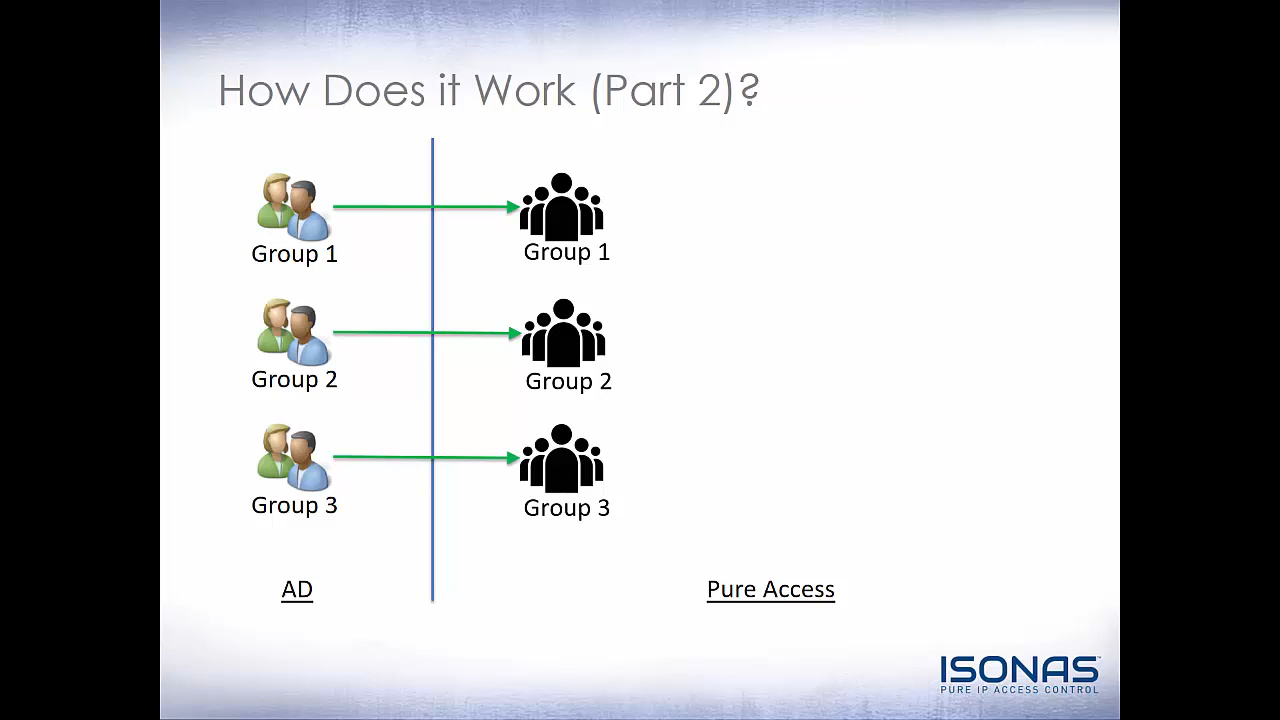 How Does it Work (Part 2)?
Group 1
Group 1
Group 2
Group 2
Group 3
Group 3
AD
Pure Access
ISONAS™
PURE IP ACCESS CONTROL